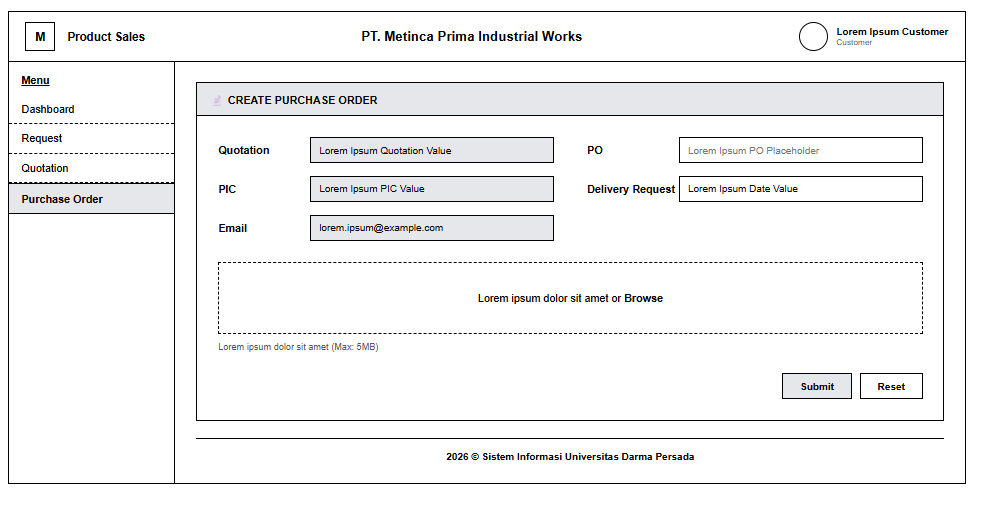 M Product Sales PT. Metinca Prima Industrial Works Lorem Ipsum Customer
Customer
Menu
Dashboard
Request
Quotation
Purchase Order
CREATE PURCHASE ORDER
Quotation Lorem Ipsum Quotation Value PO Lorem Ipsum PO Placeholder
PIC Lorem Ipsum PIC Value Delivery Request Lorem Ipsum Date Value
Email lorem.ipsum@example.com
Lorem ipsum dolor sit amet or Browse
Lorem ipsum dolor sit amet (Max: 5MB)
Submit Reset
2026 © Sistem Informasi Universitas Darma Persada